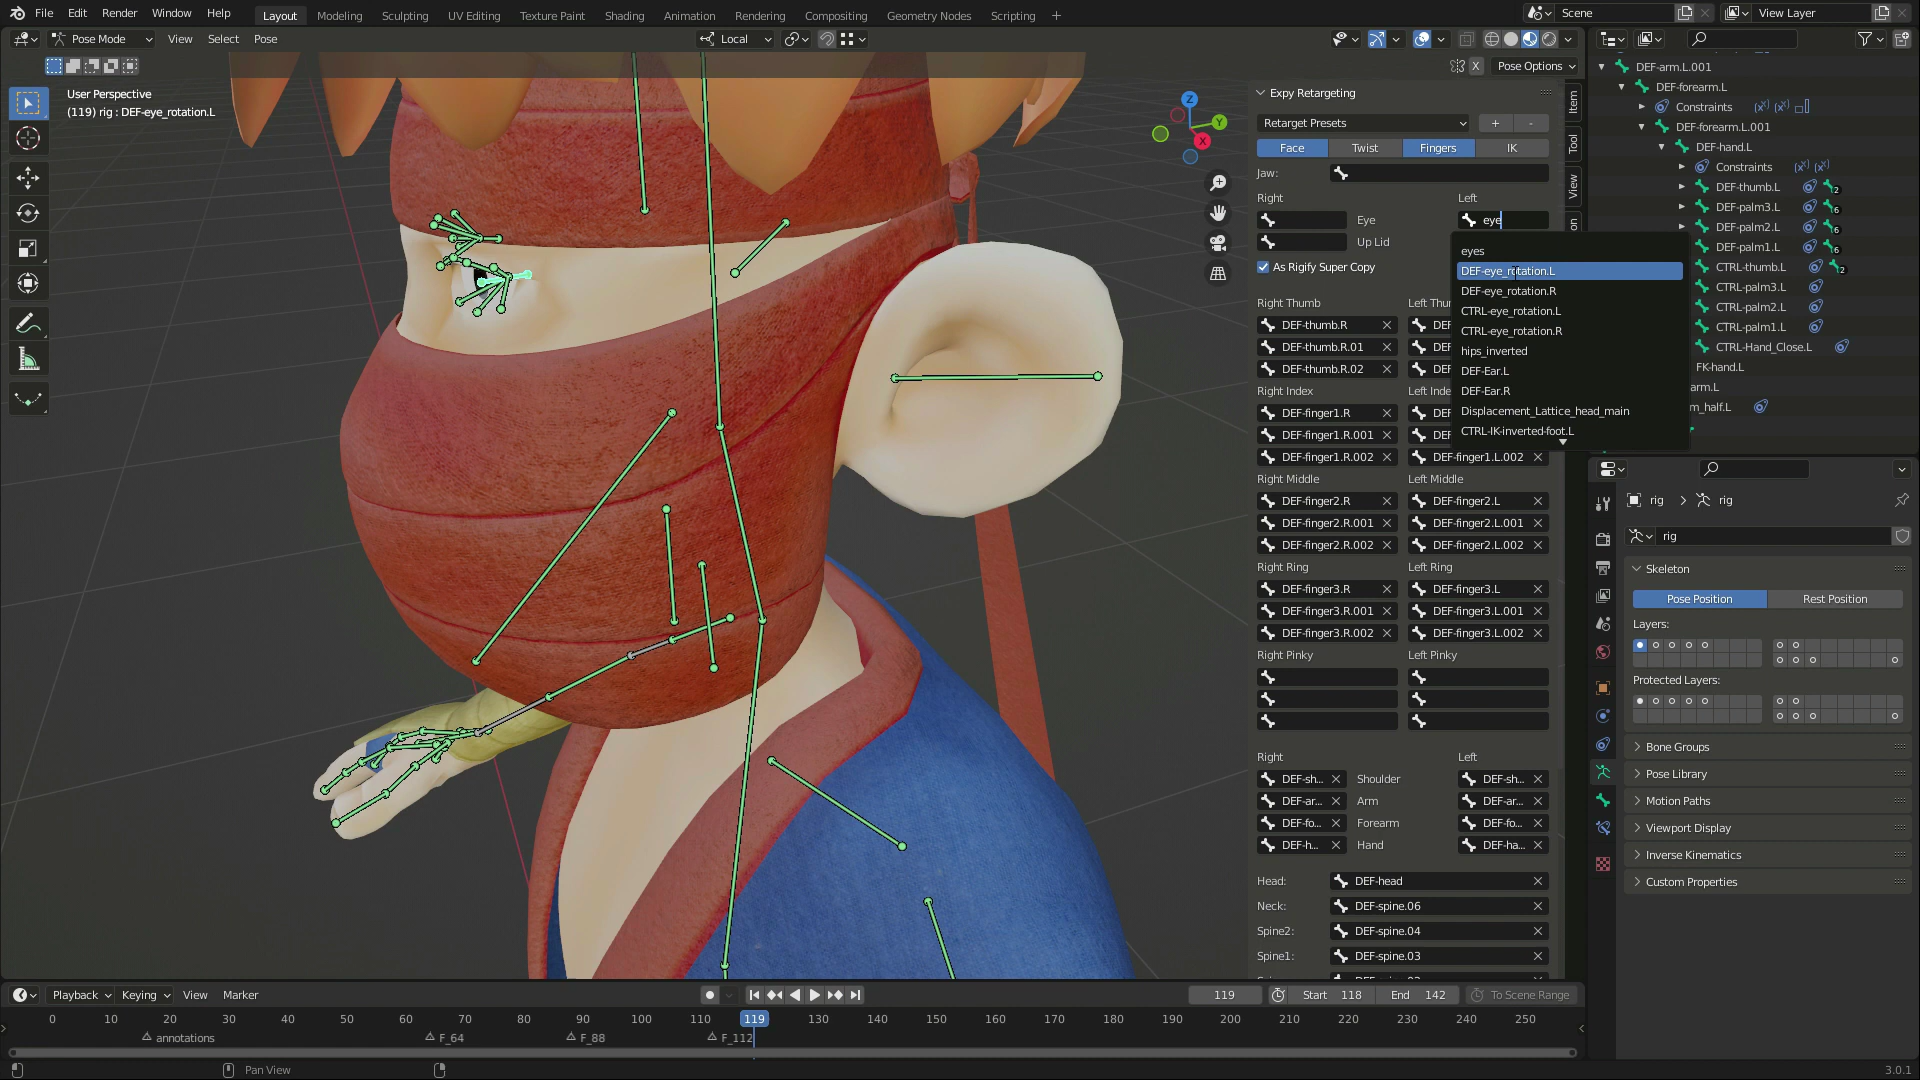 File Edit Render Window Help Layout Modeling Sculpting UV Editing Texture Paint Shading Animation Rendering Compositing Geometry Nodes Scripting + Scene View Layer
Pose Mode View Select Pose Local
X Pose Options
User Perspective
(119) rig : DEF-eye_rotation.L
Z
Y
X
Expy Retargeting
Retarget Presets + -
Face Twist Fingers IK
Jaw:
Right Left
Eye eye
Up Lid
As Rigify Super Copy
eyes
DEF-eye_rotation.L
DEF-eye_rotation.R
CTRL-eye_rotation.L
CTRL-eye_rotation.R
hips_inverted
DEF-Ear.L
DEF-Ear.R
Displacement_Lattice_head_main
CTRL-IK-inverted-foot.L
Right Thumb Left Thu
DEF-thumb.R DEF
DEF-thumb.R.01 DEF
DEF-thumb.R.02 DEF
Right Index Left Inde
DEF-finger1.R DEF
DEF-finger1.R.001 DEF
DEF-finger1.R.002 DEF-finger1.L.002
Right Middle Left Middle
DEF-finger2.R DEF-finger2.L
DEF-finger2.R.001 DEF-finger2.L.001
DEF-finger2.R.002 DEF-finger2.L.002
Right Ring Left Ring
DEF-finger3.R DEF-finger3.L
DEF-finger3.R.001 DEF-finger3.L.001
DEF-finger3.R.002 DEF-finger3.L.002
Right Pinky Left Pinky
Right Left
DEF-sh... Shoulder DEF-sh...
DEF-ar... Arm DEF-ar...
DEF-fo... Forearm DEF-fo...
DEF-h... Hand DEF-ha...
Head: DEF-head
Neck: DEF-spine.06
Spine2: DEF-spine.04
Spine1: DEF-spine.03
Item
Tool
View
DEF-arm.L.001
DEF-forearm.L
Constraints
DEF-forearm.L.001
DEF-hand.L
Constraints
DEF-thumb.L 2
DEF-palm3.L 6
DEF-palm2.L 6
DEF-palm1.L 6
CTRL-thumb.L 2
CTRL-palm3.L
CTRL-palm2.L
CTRL-palm1.L
CTRL-Hand_Close.L
FK-hand.L
arm.L
m_half.L
rig > rig
rig
Skeleton
Pose Position Rest Position
Layers:
Protected Layers:
Bone Groups
Pose Library
Motion Paths
Viewport Display
Inverse Kinematics
Custom Properties
Playback Keying View Marker 119 Start 118 End 142 To Scene Range
0 10 20 30 40 50 60 70 80 90 100 110 119 130 140 150 160 170 180 190 200 210 220 230 240 250
annotations F_64 F_88 F_112
Pan View 3.0.1